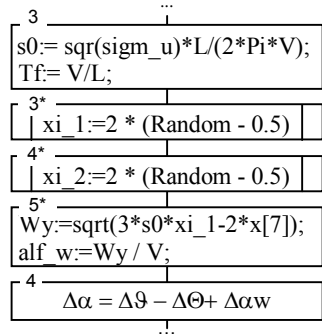 ...
3
s0:= sqr(sigm_u)*L/(2*Pi*V);
Tf:= V/L;
3*
xi_1:=2 * (Random - 0.5)
4*
xi_2:=2 * (Random - 0.5)
5*
Wy:=sqrt(3*s0*xi_1-2*x[7]);
alf_w:=Wy / V;
4
Δα = Δϑ − ΔΘ+ Δαw
...